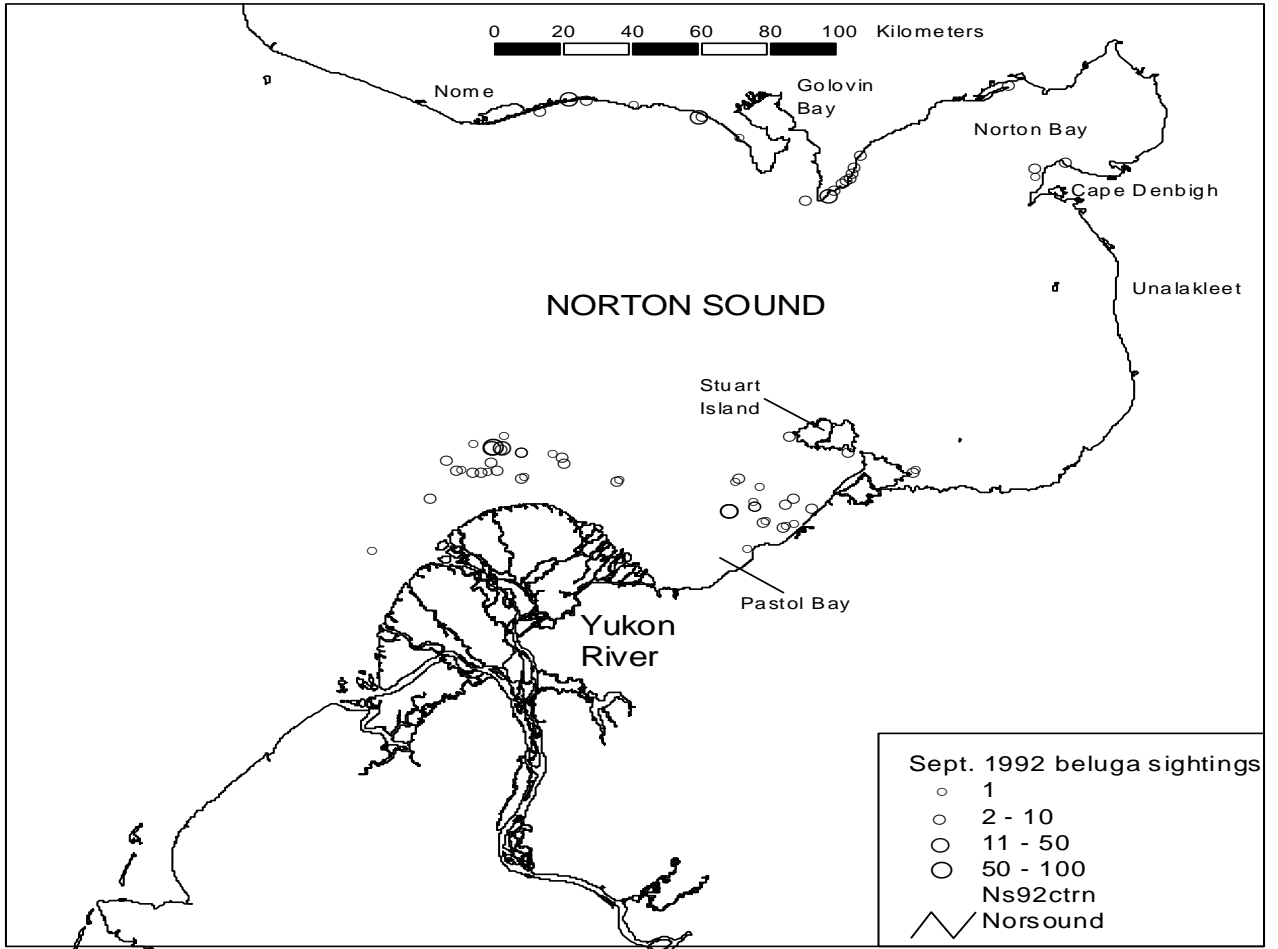 0 20 40 60 80 100 Kilometers
Nome
Golovin
Bay
Norton Bay
Cape Denbigh
Unalakleet
NORTON SOUND
Stuart
Island
Pastol Bay
Yukon
River
Sept. 1992 beluga sightings
1
2 - 10
11 - 50
50 - 100
Ns92ctrn
Norsound